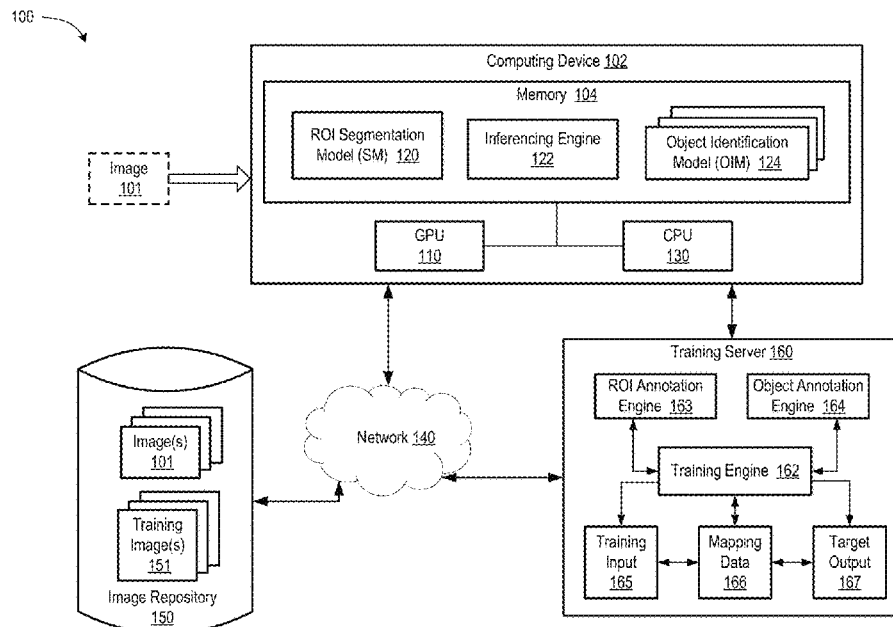 100
Computing Device 102
Memory 104
ROI Segmentation
Model (SM) 120
Inferencing Engine
122
Object Identification
Model (OIM) 124
Image
101
GPU
110
CPU
130
Training Server 160
ROI Annotation
Engine 163
Object Annotation
Engine 164
Network 140
Image(s)
101
Training Engine 162
Training
Image(s)
151
Training
Input
165
Mapping
Data
166
Target
Output
167
Image Repository
150